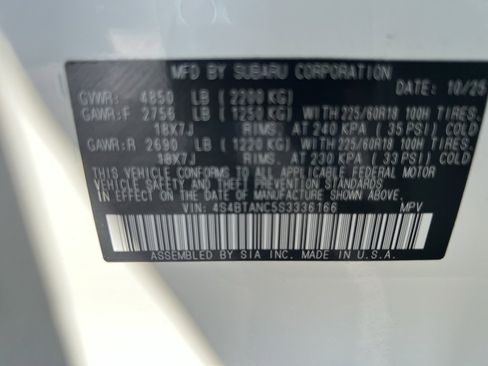 MFD BY SUBARU CORPORATION
DATE: 10/25
GVWR: 4850 LB (2200 KG)
GAWR:F 2756 LB (1250 KG) WITH 225/60R18 100H TIRES.
18X7J RIMS. AT 240 KPA (35 PSI) COLD
GAWR:R 2690 LB (1220 KG) WITH 225/60R18 100H TIRES.
18X7J RIMS. AT 230 KPA (33 PSI) COLD
THIS VEHICLE CONFORMS TO ALL APPLICABLE FEDERAL MOTOR
VEHICLE SAFETY, BUMPER, AND THEFT PREVENTION STANDARDS
IN EFFECT ON THE DATE OF MANUFACTURE SHOWN ABOVE.
VIN: 4S4BTANC5S3336166 MPV
ASSEMBLED BY SIA INC. MADE IN U.S.A.